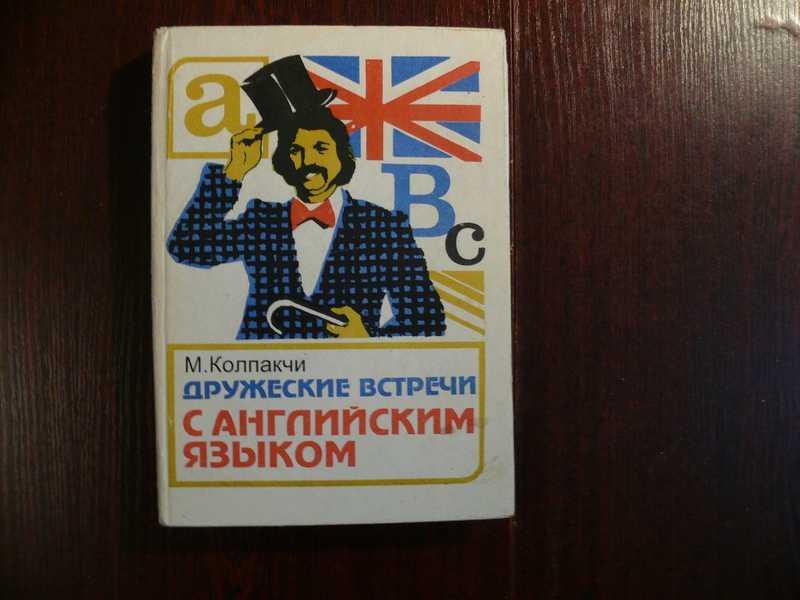 a
B
c
М.Колпакчи
ДРУЖЕСКИЕ ВСТРЕЧИ
С АНГЛИЙСКИМ
ЯЗЫКОМ